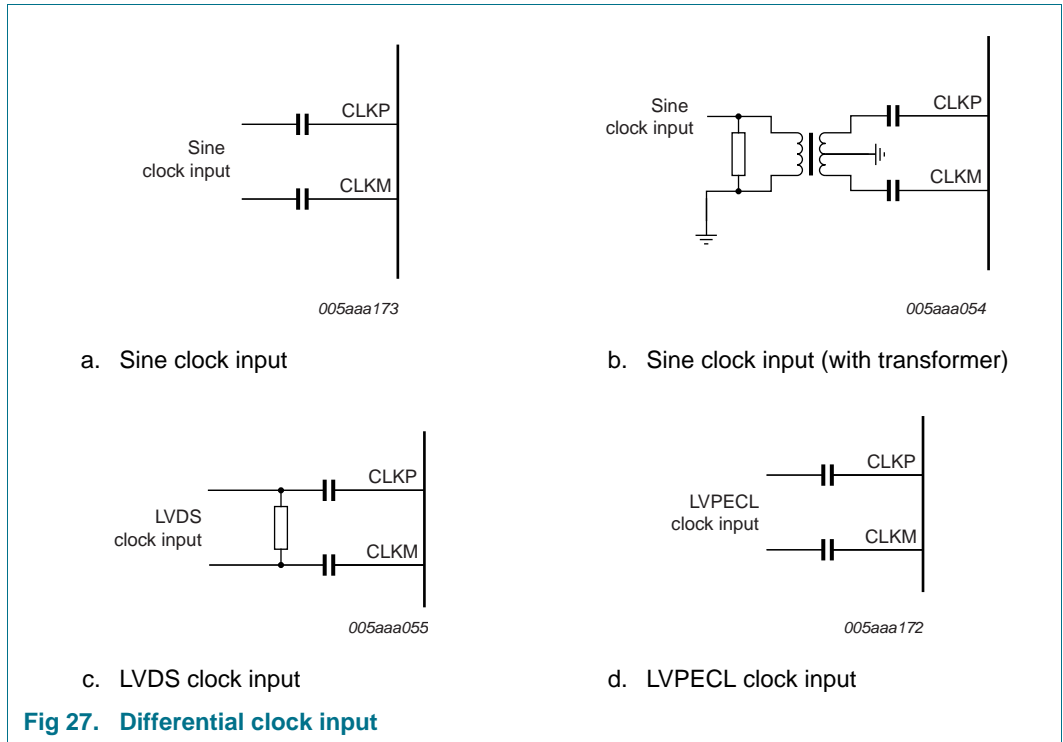 CLKP
Sine
clock input
CLKM
005aaa173
a. Sine clock input
Sine
clock input
CLKP
CLKM
005aaa054
b. Sine clock input (with transformer)
CLKP
LVDS
clock input
CLKM
005aaa055
c. LVDS clock input
CLKP
LVPECL
clock input
CLKM
005aaa172
d. LVPECL clock input
Fig 27. Differential clock input